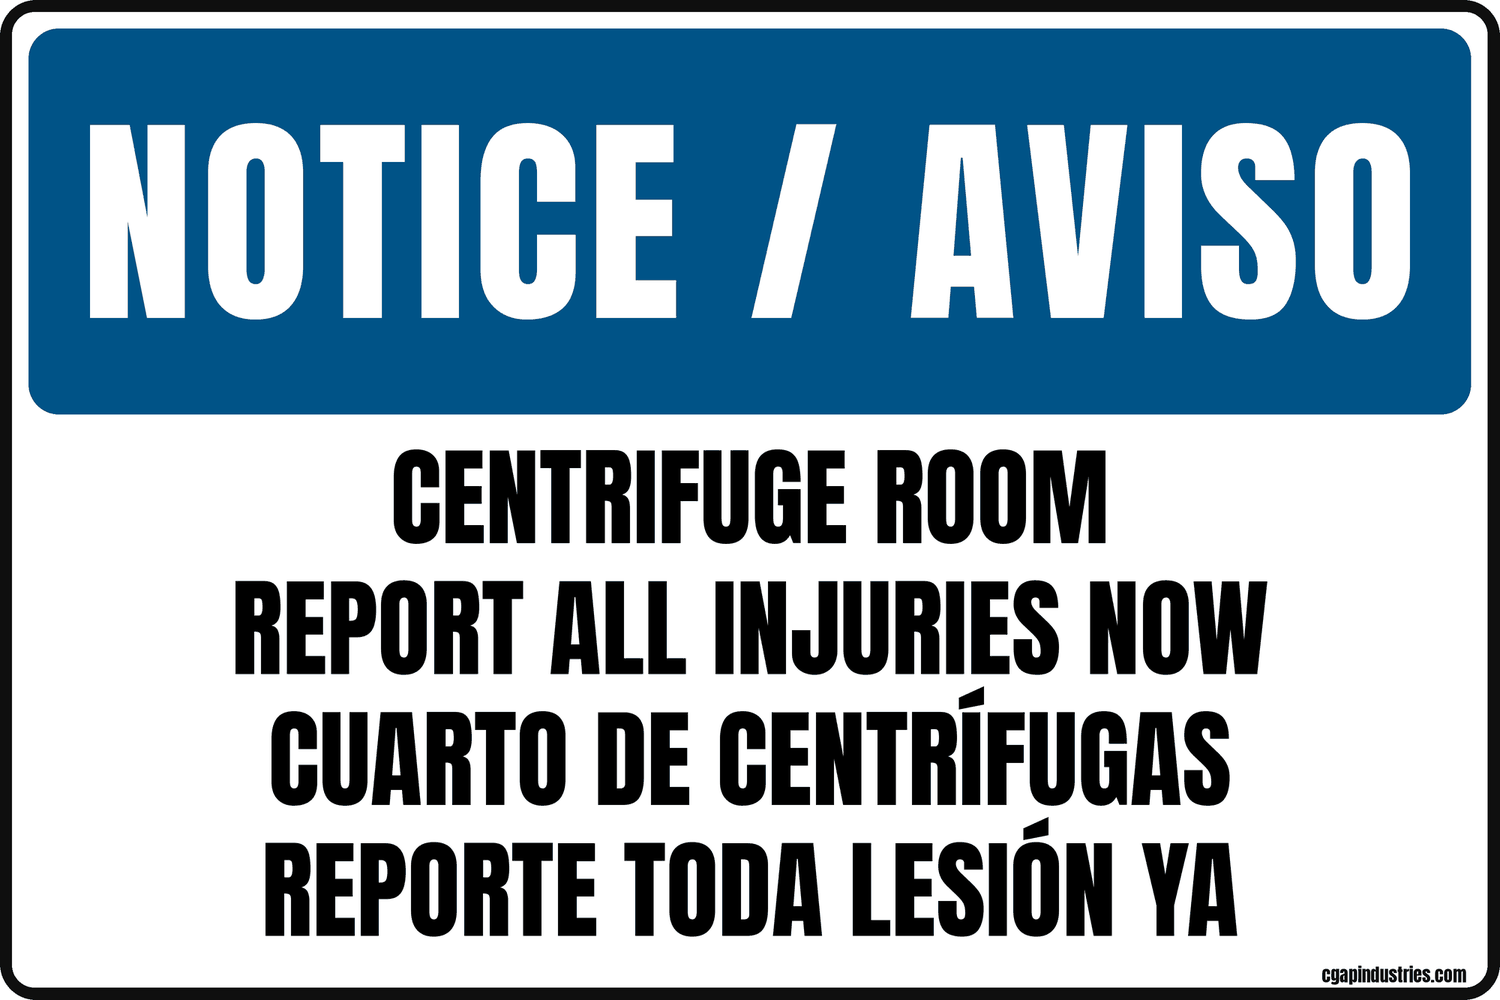 NOTICE / AVISO
CENTRIFUGE ROOM
REPORT ALL INJURIES NOW
CUARTO DE CENTRÍFUGAS
REPORTE TODA LESIÓN YA
cgapindustries.com